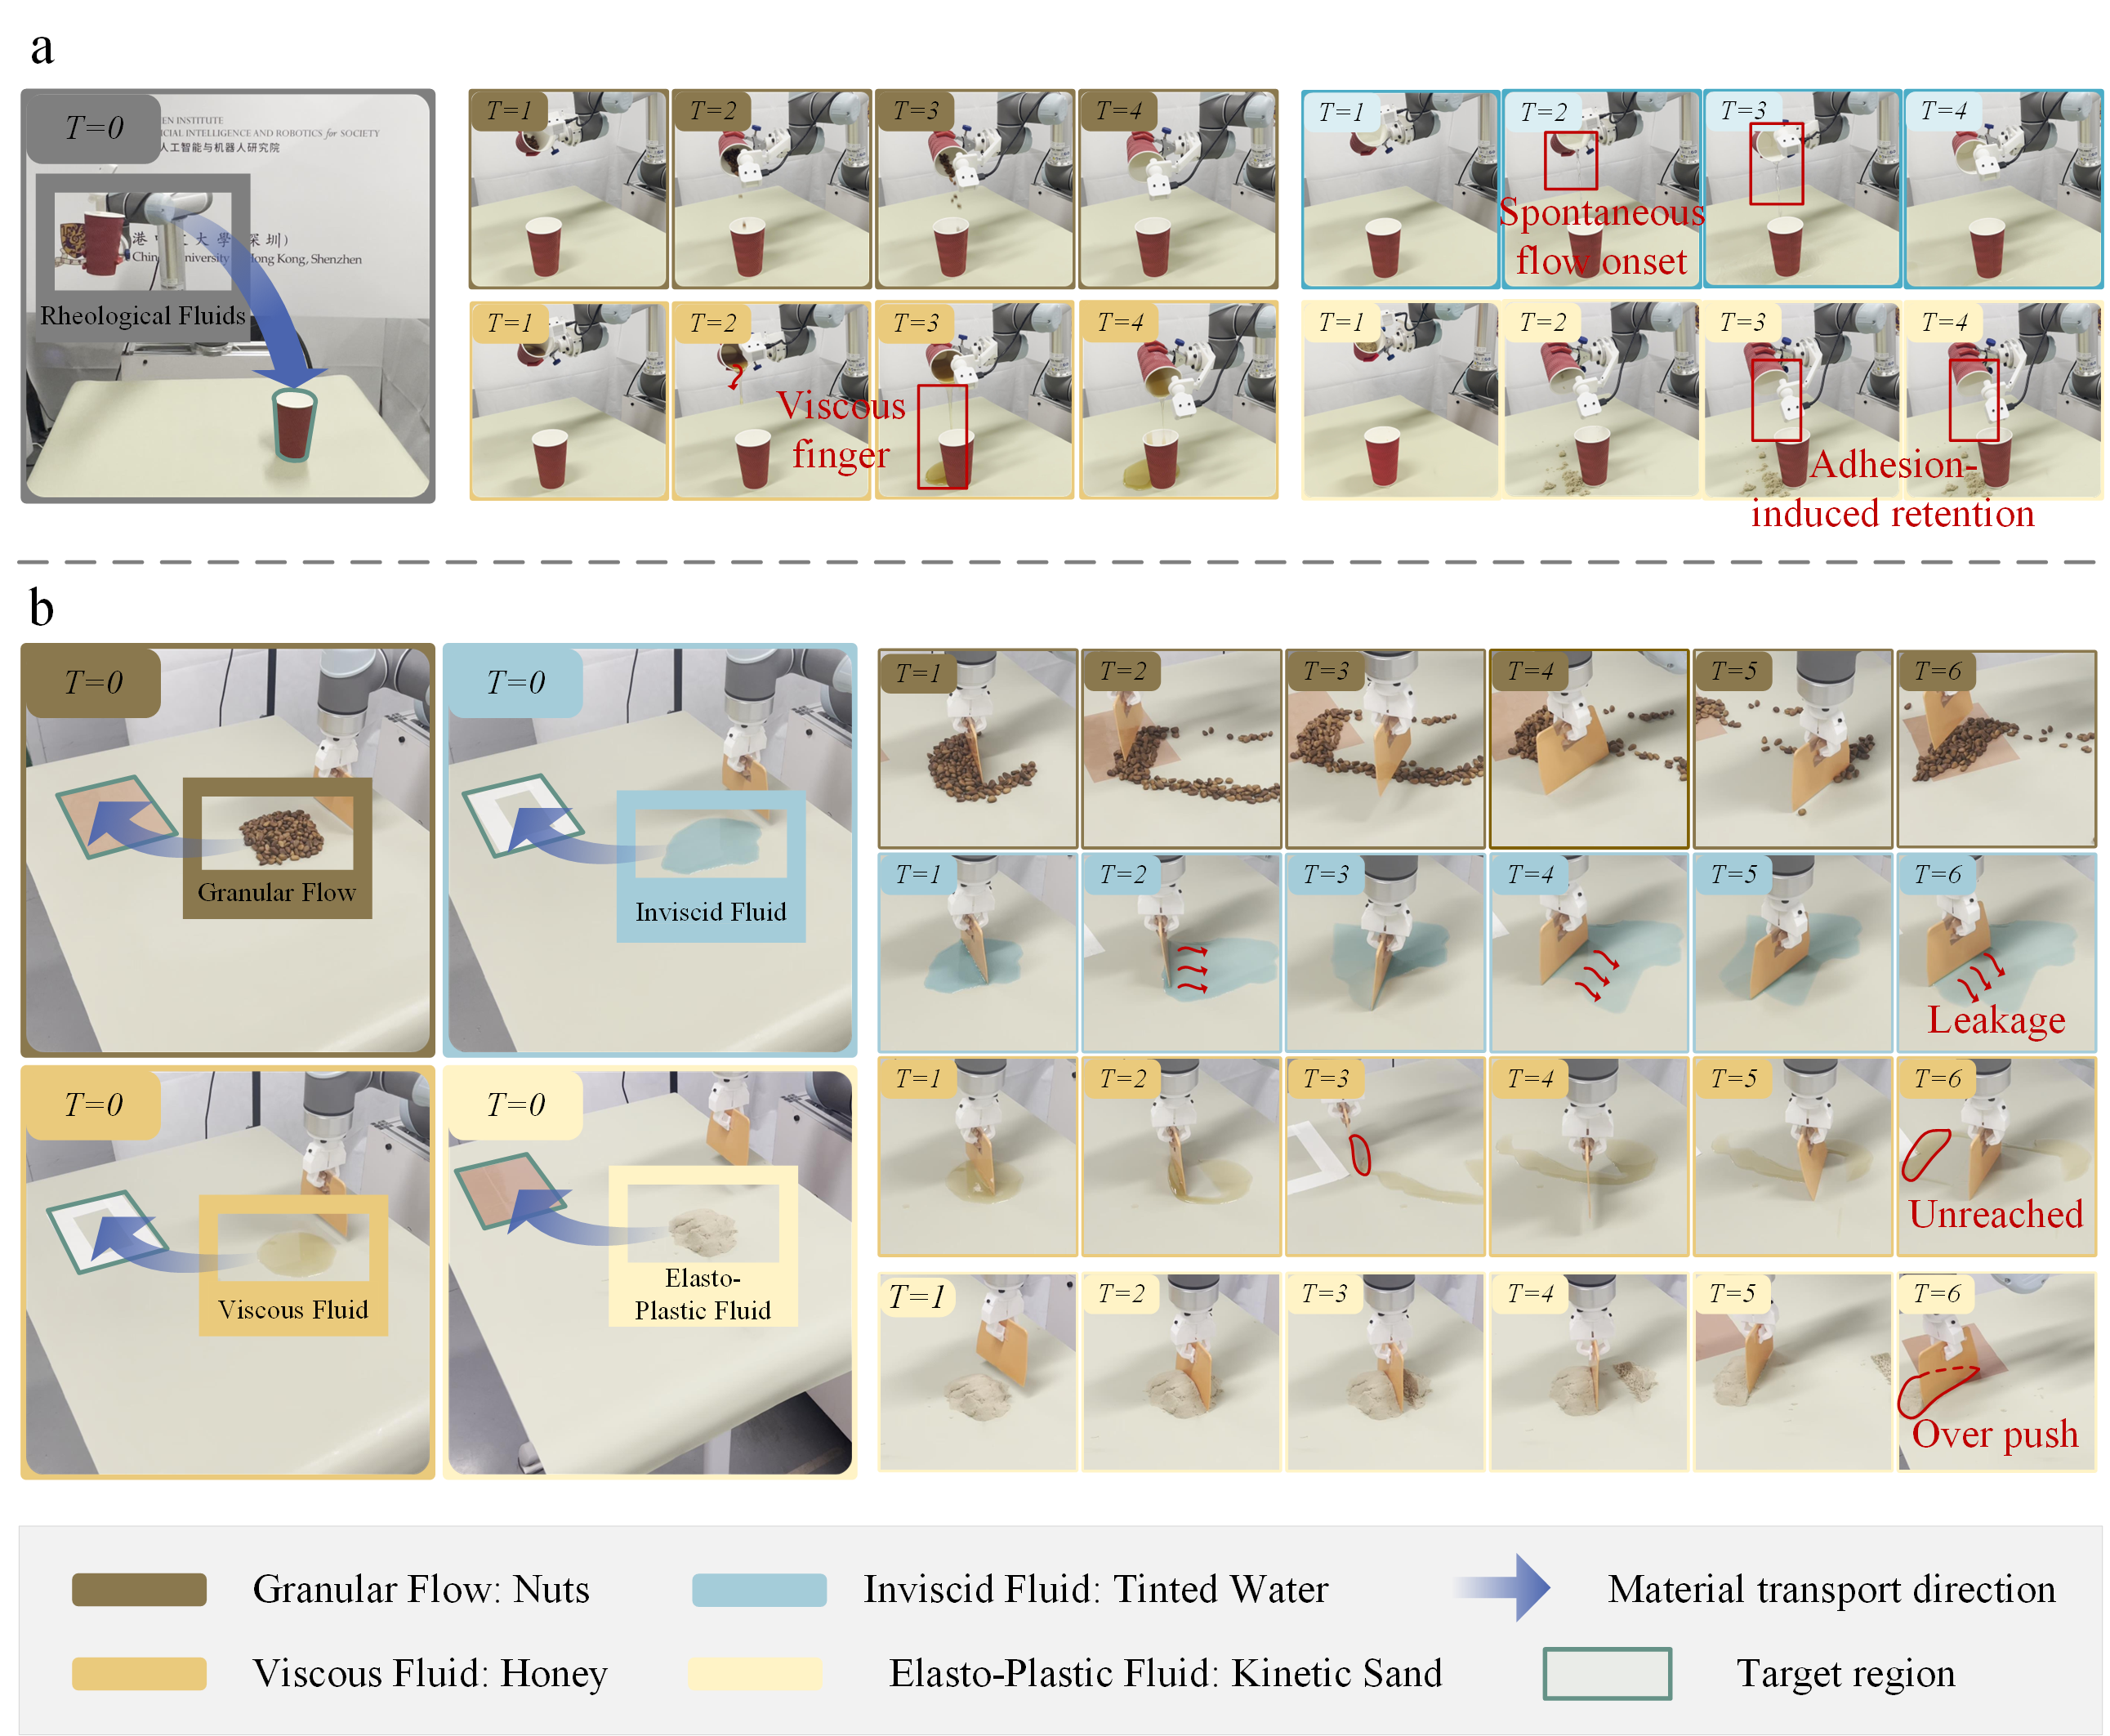 a
T=0
EN INSTITUTE
ICIAL INTELLIGENCE AND ROBOTICS for SOCIETY
人工智能与机器人研究院
港中文大學(深圳)
Chin University Hong Kong, Shenzhen
Rheological Fluids
T=1
T=2
T=3
T=4
T=1
T=2
T=3
T=4
Spontaneous
flow onset
T=1
T=2
T=3
T=4
Viscous
finger
T=1
T=2
T=3
T=4
Adhesion-
induced retention
b
T=0
Granular Flow
T=0
Inviscid Fluid
T=0
Viscous Fluid
T=0
Elasto-
Plastic Fluid
T=1
T=2
T=3
T=4
T=5
T=6
T=1
T=2
T=3
T=4
T=5
T=6
Leakage
T=1
T=2
T=3
T=4
T=5
T=6
Unreached
T=1
T=2
T=3
T=4
T=5
T=6
Over push
Granular Flow: Nuts
Inviscid Fluid: Tinted Water
Material transport direction
Viscous Fluid: Honey
Elasto-Plastic Fluid: Kinetic Sand
Target region